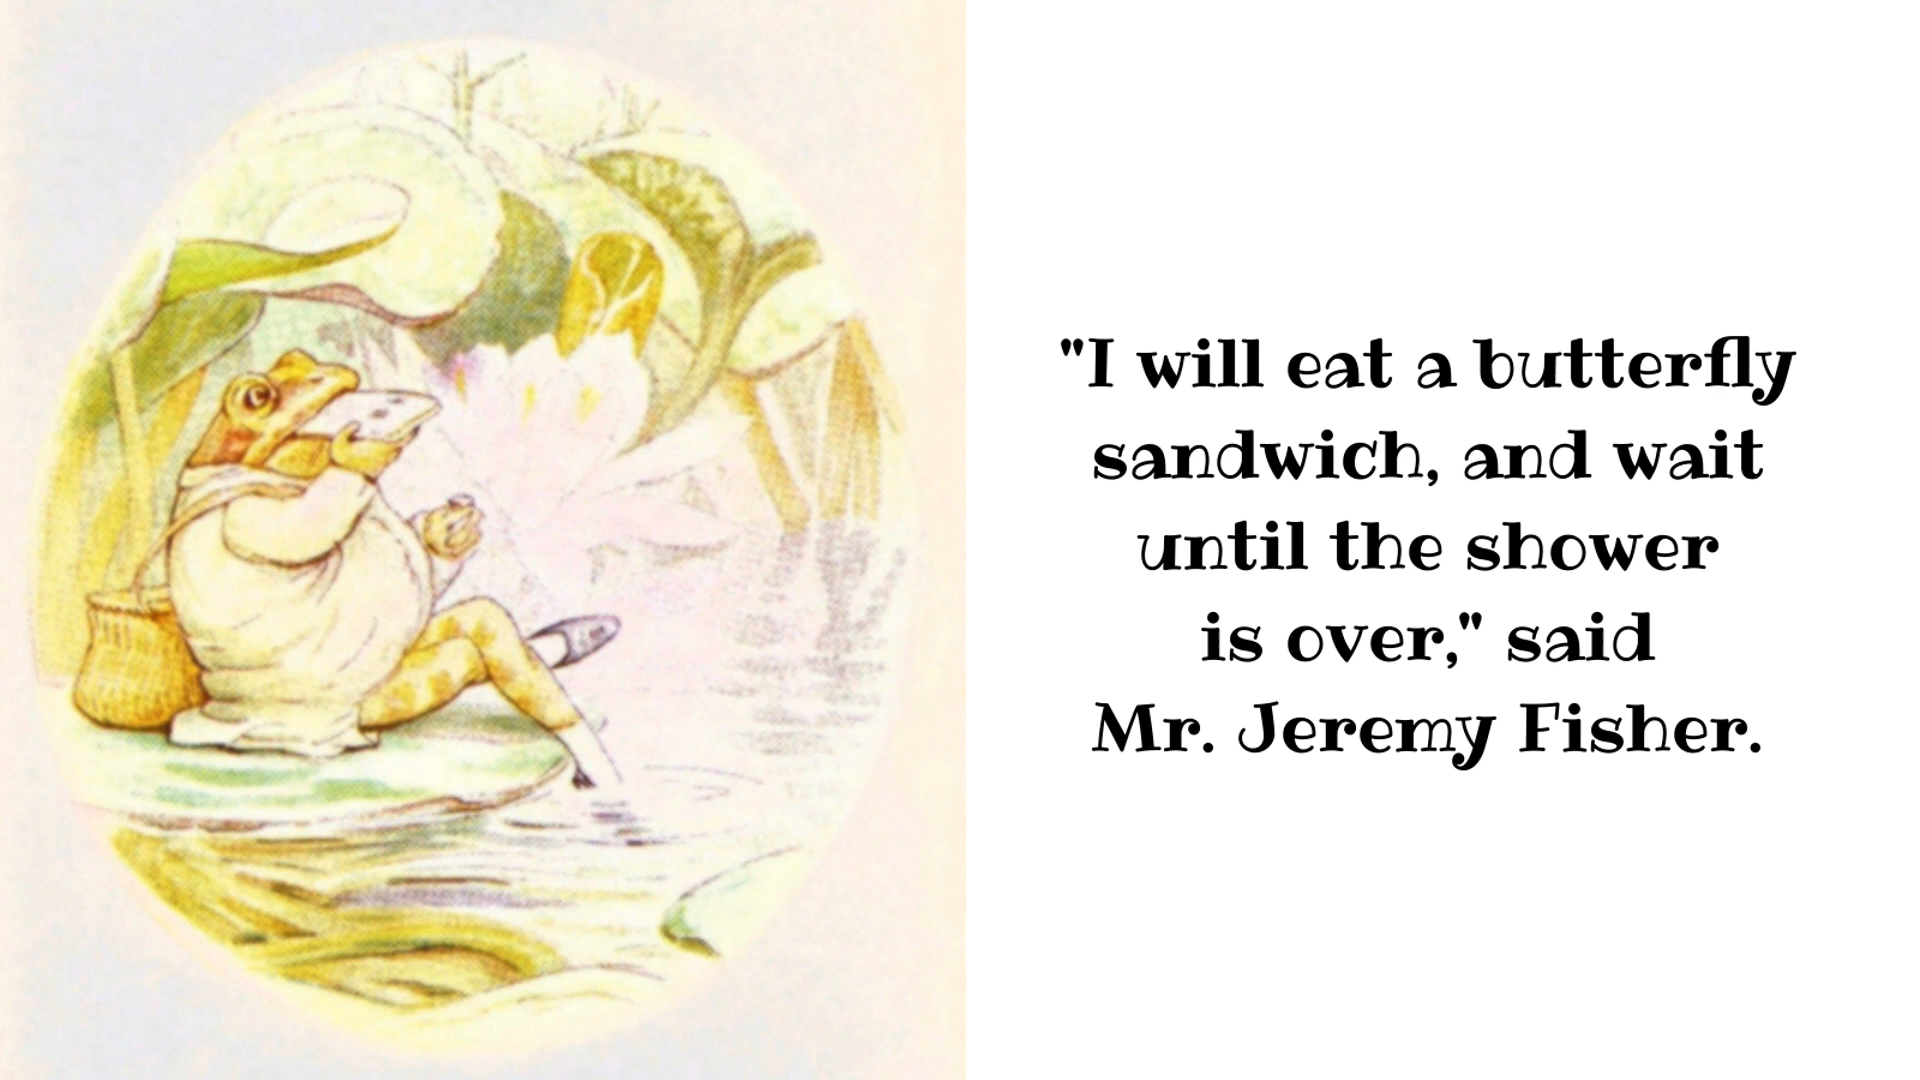 "I will eat a butterfly
sandwich, and wait
until the shower
is over," said
Mr. Jeremy Fisher.